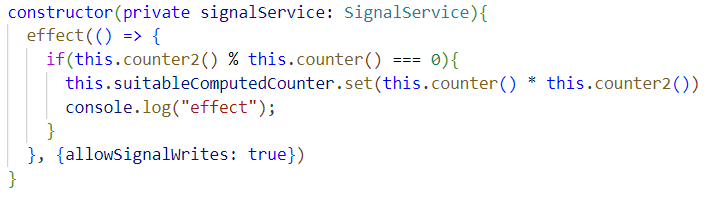 constructor(private signalService: SignalService){
  effect(() => {
    if(this.counter2() % this.counter() === 0){
      this.suitableComputedCounter.set(this.counter() * this.counter2())
      console.log("effect");
    }
  }, {allowSignalWrites: true})
}